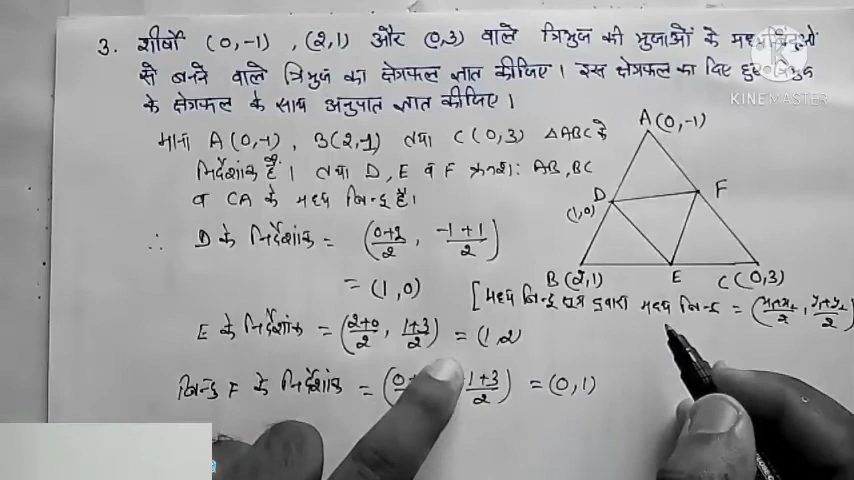 3. शीर्षों (0,-1) , (2,1) और (0,3) वाले त्रिभुज की भुजाओं के
से बनने वाले त्रिभुज का क्षेत्रफल ज्ञात कीजिए। इस क्षेत्रफल का दिए हुए
के क्षेत्रफल के साथ अनुपात ज्ञात कीजिए।
KINEMASTER
माना A(0,-1) , B(2,1) तथा C(0,3) ΔABC के
निर्देशांक हैं। तथा D, E व F क्रमश: AB, BC
व CA के मध्य बिन्दु हैं।
A(0,-1)
D
(1,0)
F
B(2,1)
E
C(0,3)
∴ D के निर्देशांक = (0+2/2 , -1+1/2)
= (1,0)
[मध्य बिन्दु सूत्र द्वारा मध्य बिन्दु = (x₁+x₂/2 , y₁+y₂/2)
E के निर्देशांक = (2+0/2 , 1+3/2) = (1,2)
बिन्दु F के निर्देशांक = (0+ 1+3/2) = (0,1)